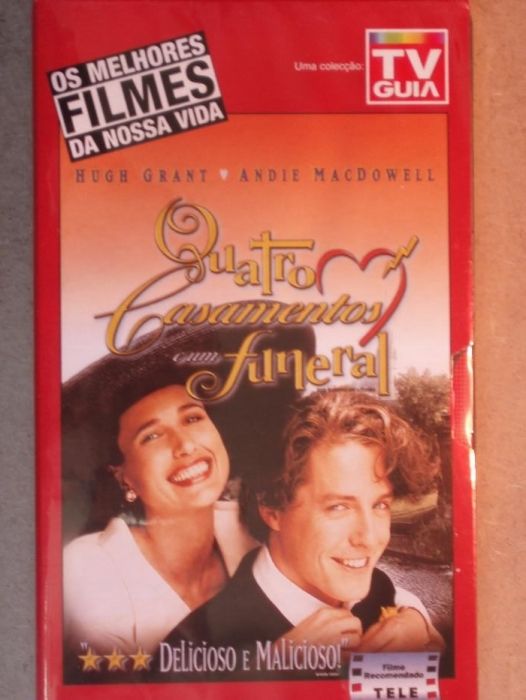 OS MELHORES
FILMES
DA NOSSA VIDA
Uma colecção:
TV
GUIA
HUGH GRANT ♥ ANDIE MACDOWELL
Quatro
Casamentos
e um funeral
"★★★ DELICIOSO E MALICIOSO!"
Filme
Recomendado
TELE